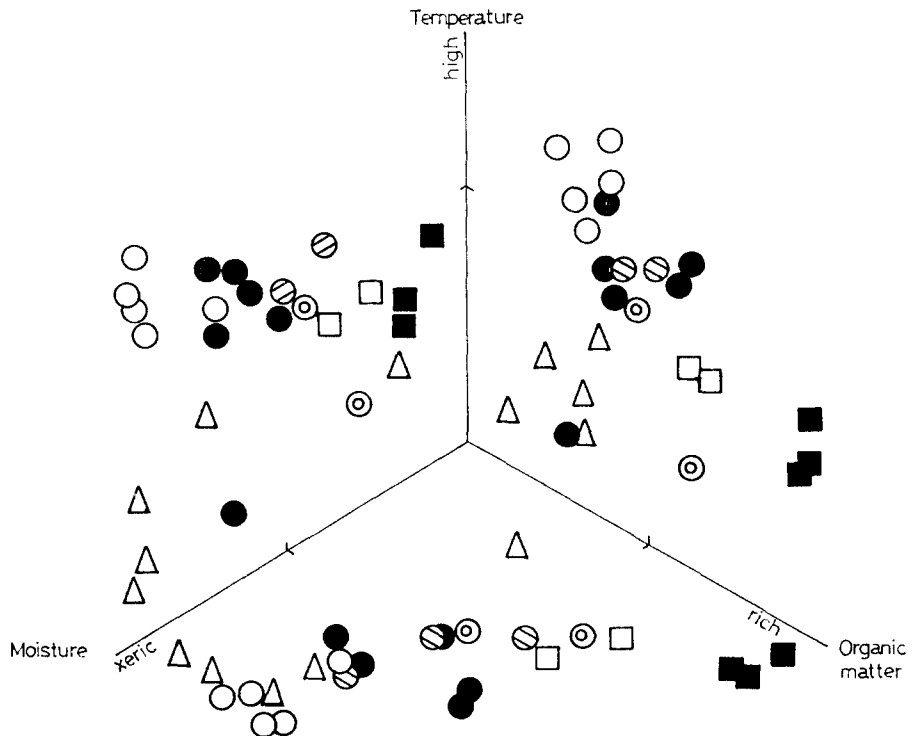 Temperature
high
Moisture
xeric
rich
Organic
matter